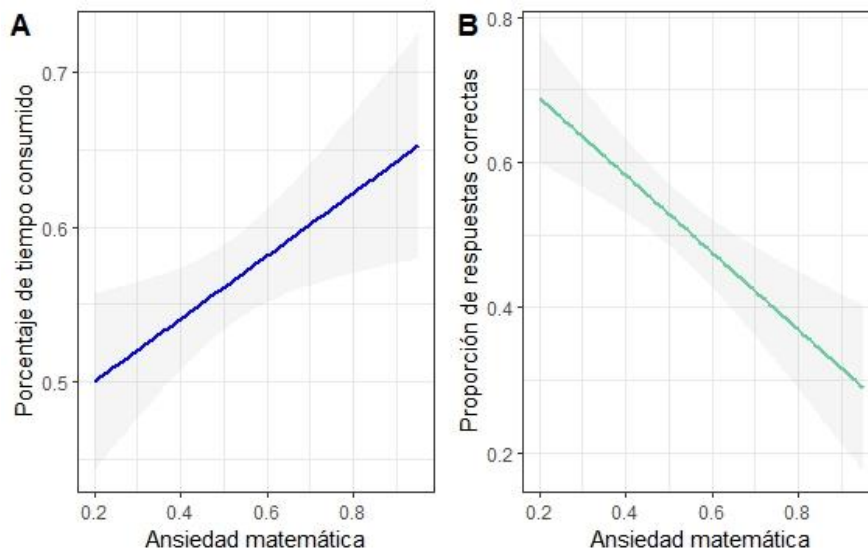 A
Porcentaje de tiempo consumido
0.7
0.6
0.5
0.2 0.4 0.6 0.8
Ansiedad matemática
B
Proporción de respuestas correctas
0.8
0.6
0.4
0.2
0.2 0.4 0.6 0.8
Ansiedad matemática